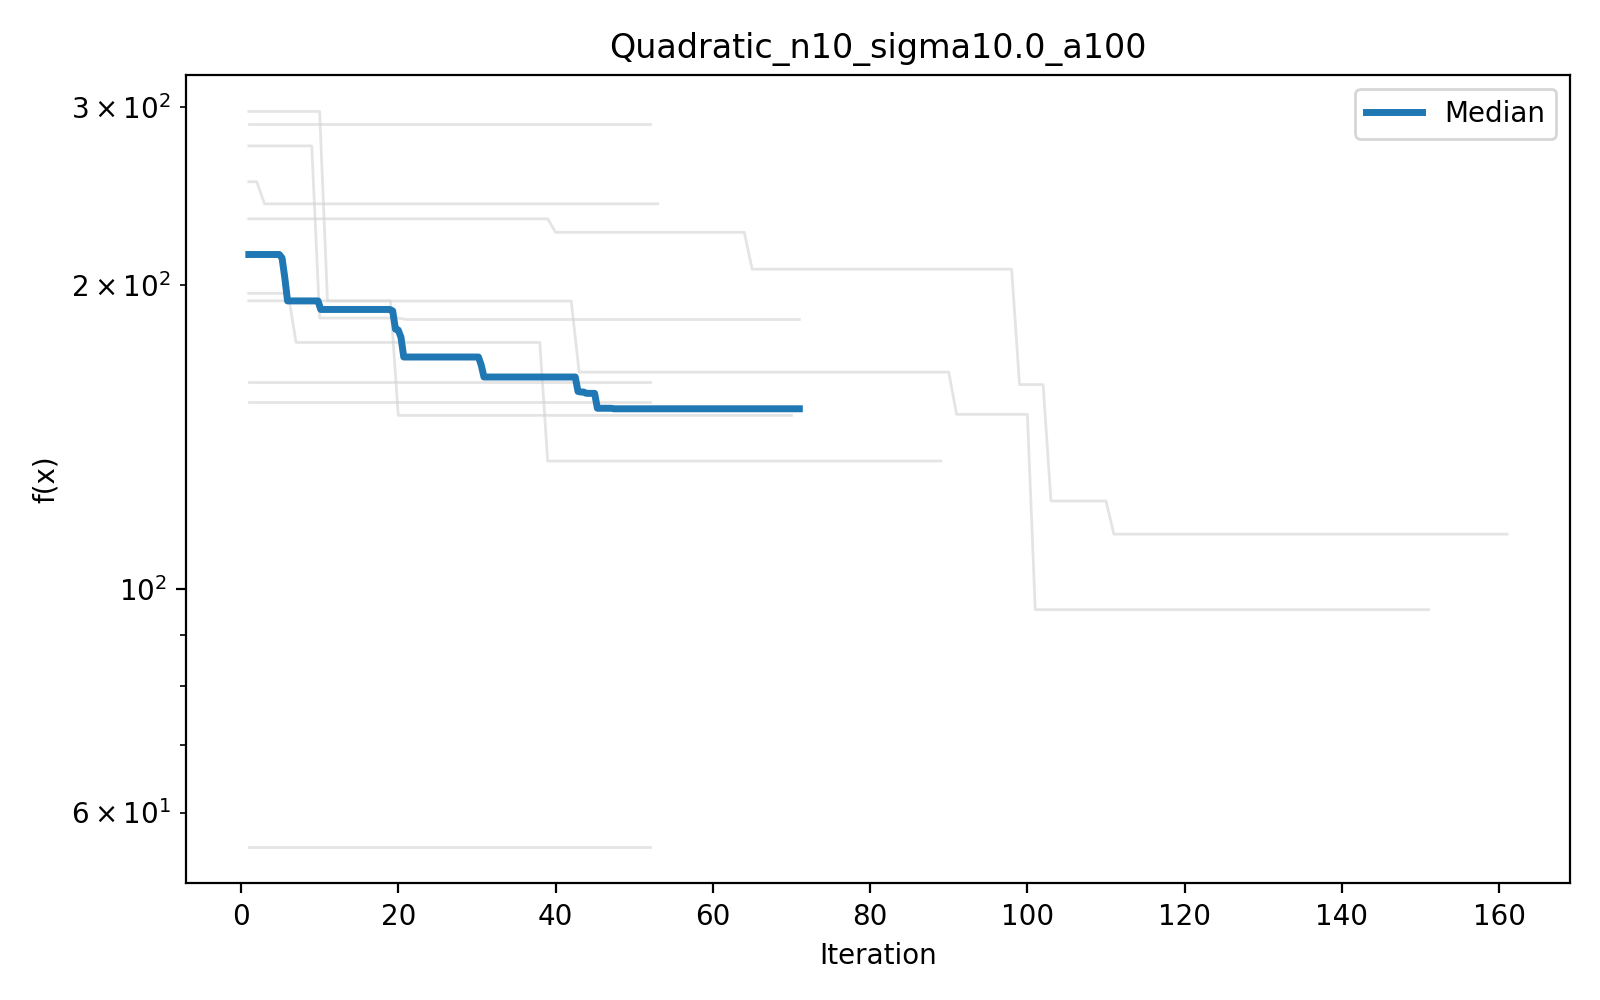 Quadratic_n10_sigma10.0_a100
Median
3 × 10²
2 × 10²
10²
6 × 10¹
f(x)
0 20 40 60 80 100 120 140 160
Iteration